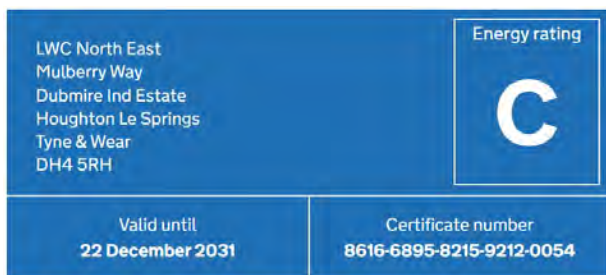 LWC North East
Mulberry Way
Dubmire Ind Estate
Houghton Le Springs
Tyne & Wear
DH4 5RH
Energy rating
C
Valid until
22 December 2031
Certificate number
8616-6895-8215-9212-0054